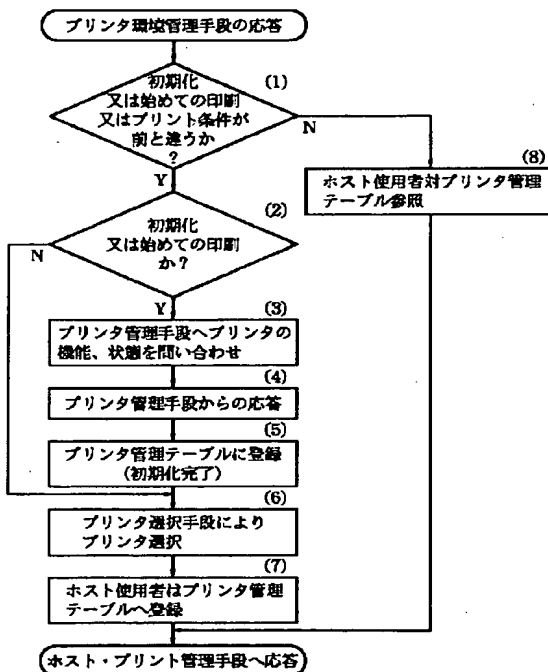 プリンタ環境管理手段の応答
(1)
初期化
又は始めての印刷
又はプリント条件が
前と違うか
?
N
Y
(8)
ホスト使用者対プリンタ管理
テーブル参照
(2)
初期化
又は始めての印刷
か?
N
Y
(3)
プリンタ管理手段へプリンタの
機能、状態を問い合わせ
(4)
プリンタ管理手段からの応答
(5)
プリンタ管理テーブルに登録
(初期化完了)
(6)
プリンタ選択手段により
プリンタ選択
(7)
ホスト使用者はプリンタ管理
テーブルへ登録
ホスト・プリント管理手段へ応答